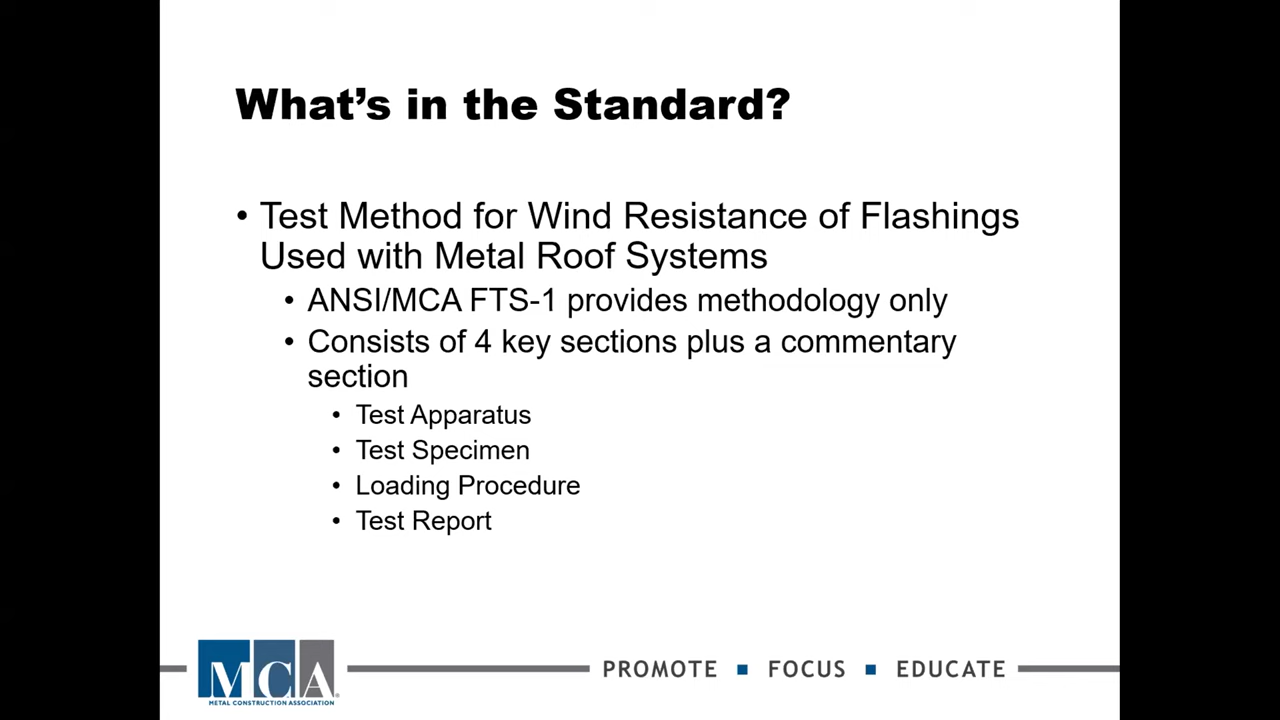 What's in the Standard?
• Test Method for Wind Resistance of Flashings
Used with Metal Roof Systems
• ANSI/MCA FTS-1 provides methodology only
• Consists of 4 key sections plus a commentary
section
• Test Apparatus
• Test Specimen
• Loading Procedure
• Test Report
MCA®
METAL CONSTRUCTION ASSOCIATION
PROMOTE ■ FOCUS ■ EDUCATE